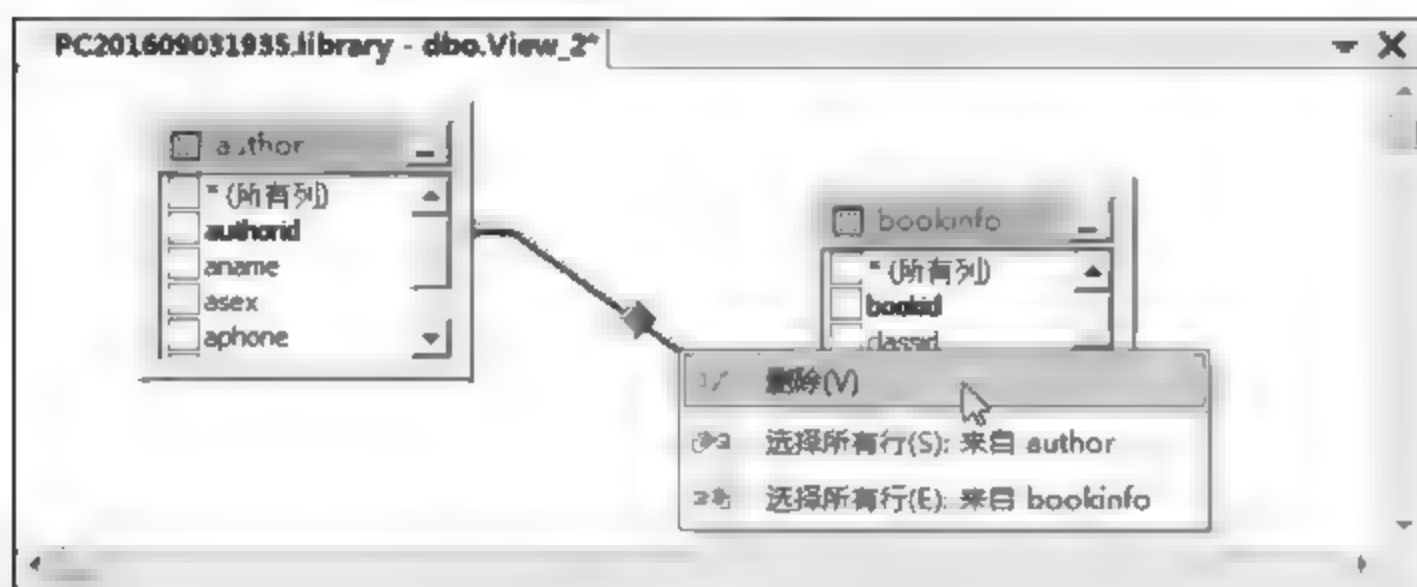 PC201609031935.library - dbo.View_2*
author
* (所有列)
authorid
aname
asex
aphone
bookinfo
* (所有列)
bookid
classid
删除(V)
选择所有行(S): 来自 author
选择所有行(E): 来自 bookinfo